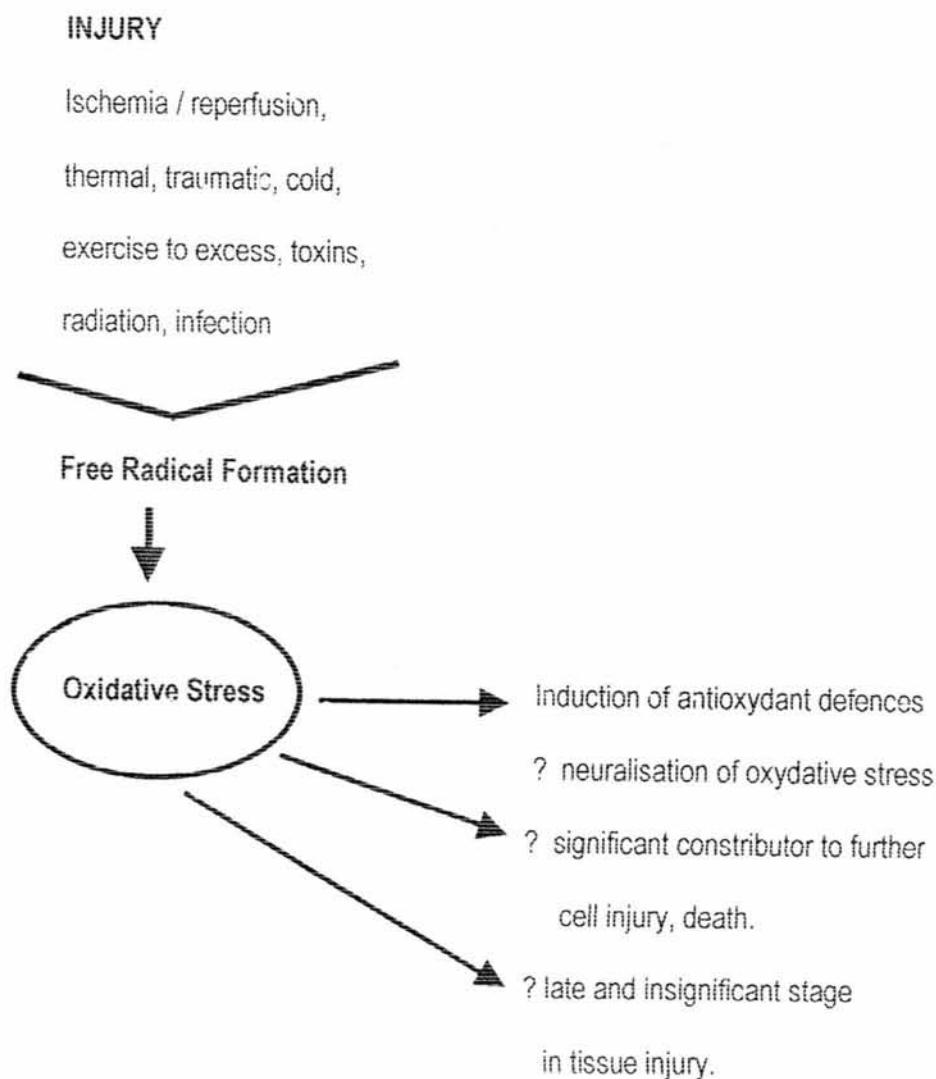 INJURY
Ischemia / reperfusion,
thermal, traumatic, cold,
exercise to excess, toxins,
radiation, infection
Free Radical Formation
Oxidative Stress
Induction of antioxydant defences
? neuralisation of oxydative stress
? significant constributor to further
cell injury, death.
? late and insignificant stage
in tissue injury.